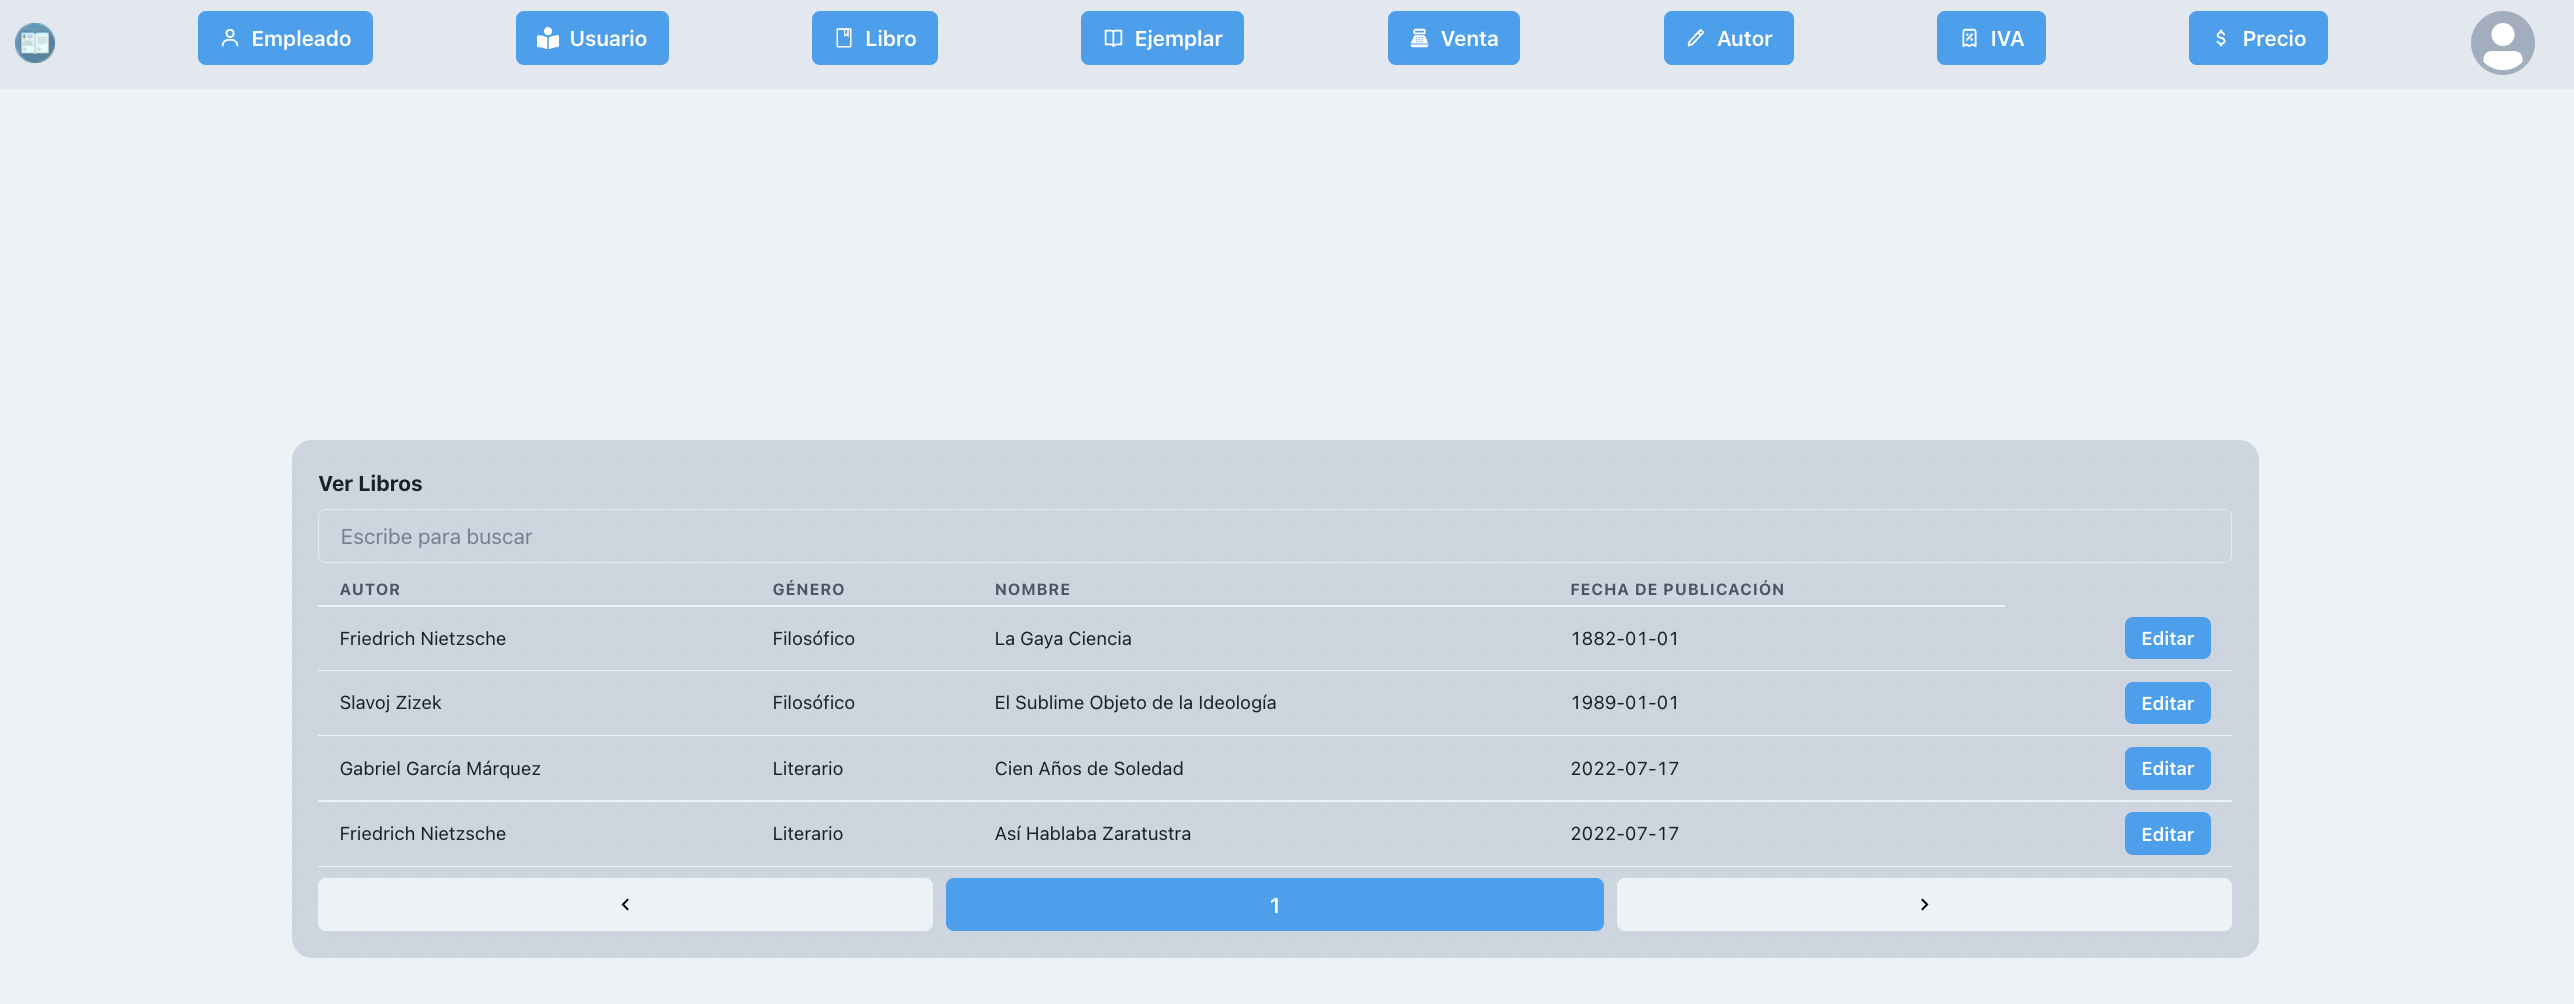 Empleado Usuario Libro Ejemplar Venta Autor IVA Precio
Ver Libros
Escribe para buscar
AUTOR GÉNERO NOMBRE FECHA DE PUBLICACIÓN
Friedrich Nietzsche Filosófico La Gaya Ciencia 1882-01-01 Editar
Slavoj Zizek Filosófico El Sublime Objeto de la Ideología 1989-01-01 Editar
Gabriel García Márquez Literario Cien Años de Soledad 2022-07-17 Editar
Friedrich Nietzsche Literario Así Hablaba Zaratustra 2022-07-17 Editar
1